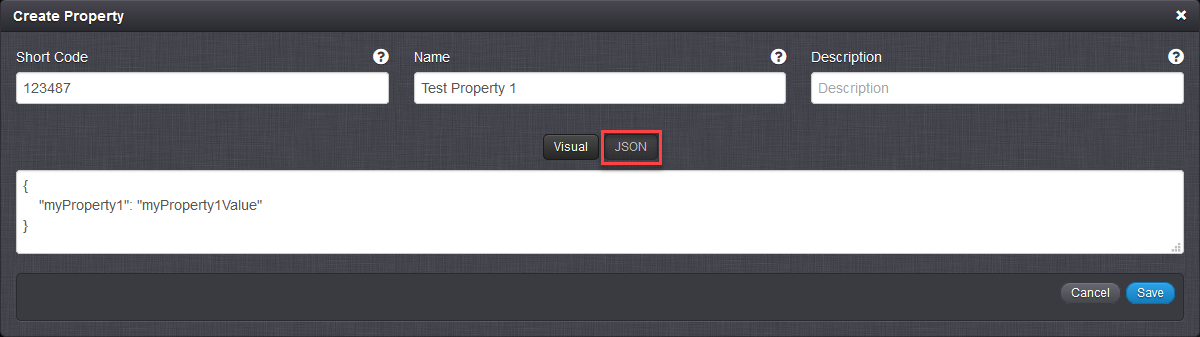 Create Property
Short Code
Name
Description
123487
Test Property 1
Description
Visual
JSON
{
"myProperty1": "myProperty1Value"
}
Cancel
Save